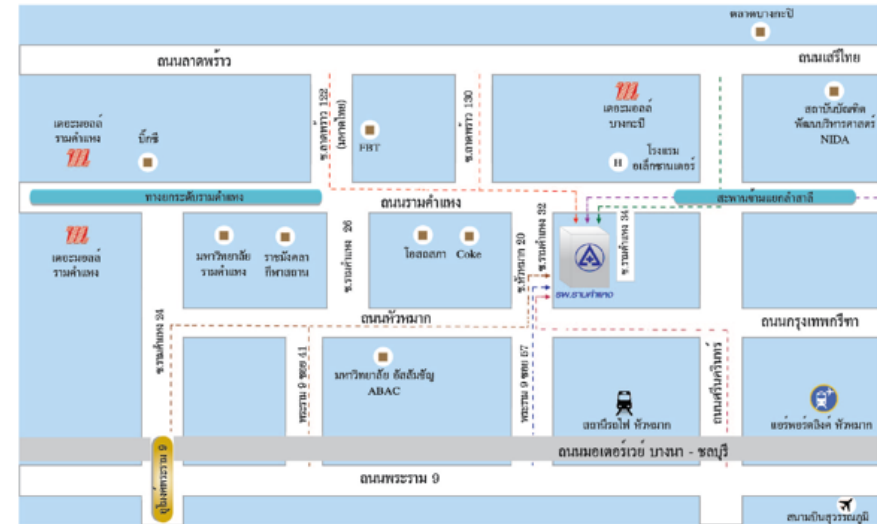 ตลาดบางกะปิ
ถนนลาดพร้าว
ถนนเสรีไทย
เดอะมอลล์
รามคำแหง
บิ๊กซี
ซ.ลาดพร้าว 122
(มหาดไทย)
FBT
ซ.ลาดพร้าว 130
เดอะมอลล์
บางกะปิ
H
โรงแรม
อเล็กซานเดอร์
สถาบันบัณฑิต
พัฒนบริหารศาสตร์
NIDA
ทางยกระดับรามคำแหง
ถนนรามคำแหง
สะพานข้ามแยกลำสาลี
เดอะมอลล์
รามคำแหง
มหาวิทยาลัย
รามคำแหง
ราชมังคลา
กีฬาสถาน
ซ.รามคำแหง 26
โอสถสภา
Coke
ซ.หัวหมาก 20
ซ.รามคำแหง 32
รพ.รามคำแหง
ซ.รามคำแหง 34
ถนนหัวหมาก
ถนนกรุงเทพกรีฑา
ซ.รามคำแหง 24
พระราม 9 ซอย 41
มหาวิทยาลัย อัสสัมชัญ
ABAC
พระราม 9 ซอย 57
สถานีรถไฟ หัวหมาก
ถนนศรีนครินทร์
แอร์พอร์ตลิงค์ หัวหมาก
ถนนมอเตอร์เวย์ บางนา - ชลบุรี
อุโมงค์พระราม 9
ถนนพระราม 9
สนามบินสุวรรณภูมิ